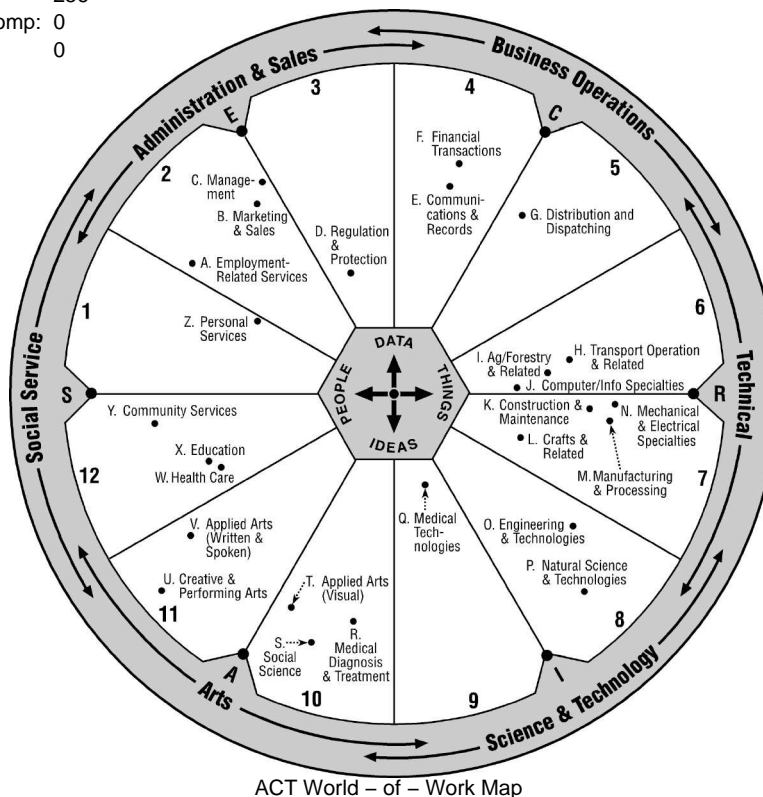 omp: 0
0
Administration & Sales
Business Operations
Technical
Science & Technology
Arts
Social Service
E
C
R
I
A
S
1
2
3
4
5
6
7
8
9
10
11
12
C. Manage-
ment
B. Marketing
& Sales
A. Employment-
Related Services
Z. Personal
Services
D. Regulation
&
Protection
F. Financial
Transactions
E. Communi-
cations &
Records
G. Distribution and
Dispatching
H. Transport Operation
& Related
I. Ag/Forestry
& Related
J. Computer/Info Specialties
K. Construction &
Maintenance
L. Crafts &
Related
N. Mechanical
& Electrical
Specialties
M. Manufacturing
& Processing
O. Engineering
& Technologies
P. Natural Science
& Technologies
Q. Medical
Tech-
nologies
R.
Medical
Diagnosis
& Treatment
S.
Social
Science
T. Applied Arts
(Visual)
U. Creative &
Performing Arts
V. Applied Arts
(Written &
Spoken)
W. Health Care
X. Education
Y. Community Services
DATA
THINGS
IDEAS
PEOPLE
ACT World – of – Work Map